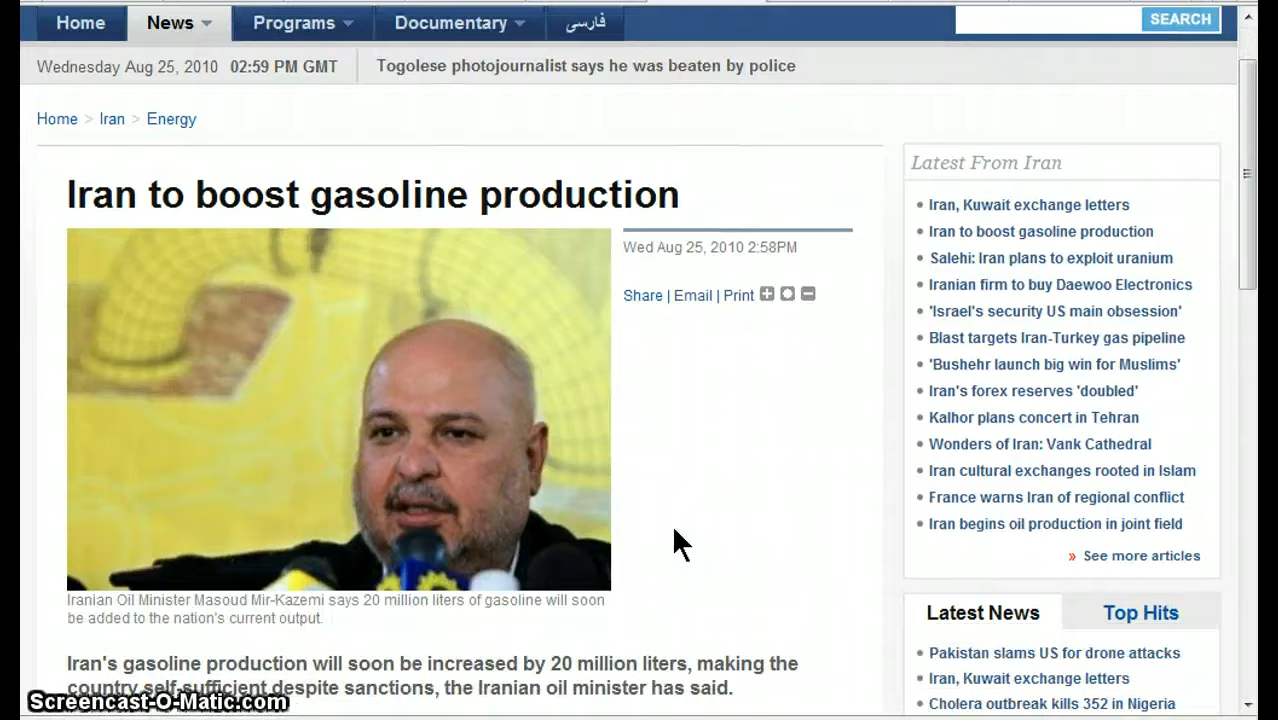 Home News Programs Documentary فارسی SEARCH
Wednesday Aug 25, 2010 02:59 PM GMT Togolese photojournalist says he was beaten by police
Home > Iran > Energy
Iran to boost gasoline production
Wed Aug 25, 2010 2:58PM
Share | Email | Print
Iranian Oil Minister Masoud Mir-Kazemi says 20 million liters of gasoline will soon
be added to the nation's current output.
Iran's gasoline production will soon be increased by 20 million liters, making the
country self-sufficient despite sanctions, the Iranian oil minister has said.
Latest From Iran
Iran, Kuwait exchange letters
Iran to boost gasoline production
Salehi: Iran plans to exploit uranium
Iranian firm to buy Daewoo Electronics
'Israel's security US main obsession'
Blast targets Iran-Turkey gas pipeline
'Bushehr launch big win for Muslims'
Iran's forex reserves 'doubled'
Kalhor plans concert in Tehran
Wonders of Iran: Vank Cathedral
Iran cultural exchanges rooted in Islam
France warns Iran of regional conflict
Iran begins oil production in joint field
» See more articles
Latest News Top Hits
Pakistan slams US for drone attacks
Iran, Kuwait exchange letters
Cholera outbreak kills 352 in Nigeria
Screencast-O-Matic.com